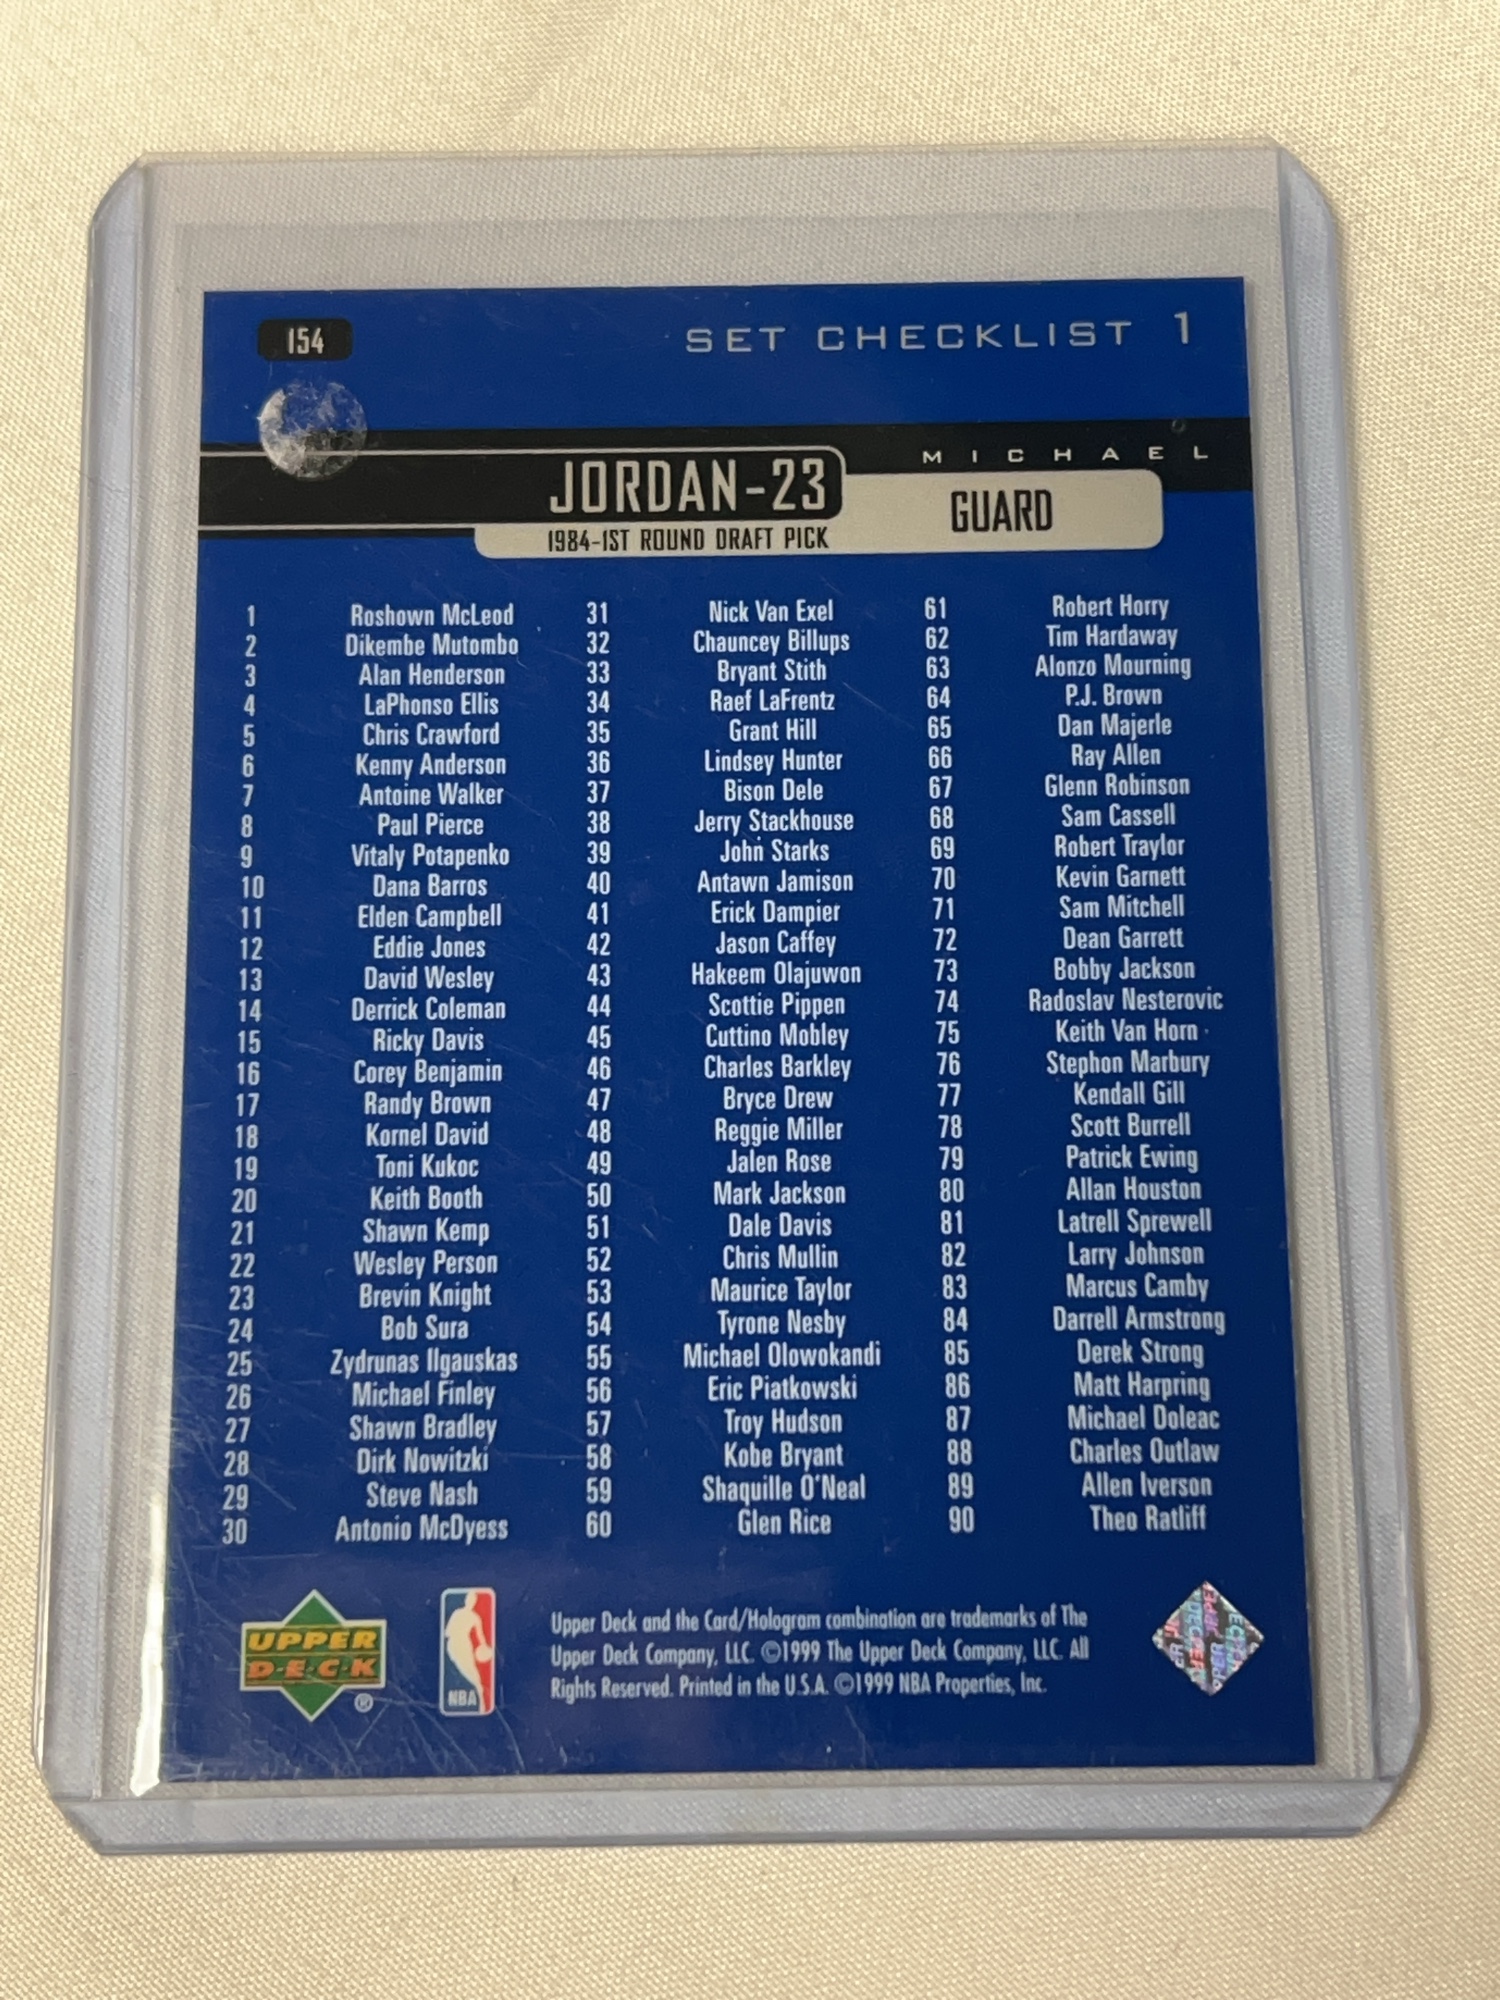 154
SET CHECKLIST 1
MICHAEL
JORDAN-23
GUARD
1984-1ST ROUND DRAFT PICK
1 Roshown McLeod 31 Nick Van Exel 61 Robert Horry
2 Dikembe Mutombo 32 Chauncey Billups 62 Tim Hardaway
3 Alan Henderson 33 Bryant Stith 63 Alonzo Mourning
4 LaPhonso Ellis 34 Raef LaFrentz 64 P.J. Brown
5 Chris Crawford 35 Grant Hill 65 Dan Majerle
6 Kenny Anderson 36 Lindsey Hunter 66 Ray Allen
7 Antoine Walker 37 Bison Dele 67 Glenn Robinson
8 Paul Pierce 38 Jerry Stackhouse 68 Sam Cassell
9 Vitaly Potapenko 39 John Starks 69 Robert Traylor
10 Dana Barros 40 Antawn Jamison 70 Kevin Garnett
11 Elden Campbell 41 Erick Dampier 71 Sam Mitchell
12 Eddie Jones 42 Jason Caffey 72 Dean Garrett
13 David Wesley 43 Hakeem Olajuwon 73 Bobby Jackson
14 Derrick Coleman 44 Scottie Pippen 74 Radoslav Nesterovic
15 Ricky Davis 45 Cuttino Mobley 75 Keith Van Horn
16 Corey Benjamin 46 Charles Barkley 76 Stephon Marbury
17 Randy Brown 47 Bryce Drew 77 Kendall Gill
18 Kornel David 48 Reggie Miller 78 Scott Burrell
19 Toni Kukoc 49 Jalen Rose 79 Patrick Ewing
20 Keith Booth 50 Mark Jackson 80 Allan Houston
21 Shawn Kemp 51 Dale Davis 81 Latrell Sprewell
22 Wesley Person 52 Chris Mullin 82 Larry Johnson
23 Brevin Knight 53 Maurice Taylor 83 Marcus Camby
24 Bob Sura 54 Tyrone Nesby 84 Darrell Armstrong
25 Zydrunas Ilgauskas 55 Michael Olowokandi 85 Derek Strong
26 Michael Finley 56 Eric Piatkowski 86 Matt Harpring
27 Shawn Bradley 57 Troy Hudson 87 Michael Doleac
28 Dirk Nowitzki 58 Kobe Bryant 88 Charles Outlaw
29 Steve Nash 59 Shaquille O'Neal 89 Allen Iverson
30 Antonio McDyess 60 Glen Rice 90 Theo Ratliff
UPPER
D·E·C·K
®
NBA
Upper Deck and the Card/Hologram combination are trademarks of The
Upper Deck Company, LLC. ©1999 The Upper Deck Company, LLC. All
Rights Reserved. Printed in the U.S.A. ©1999 NBA Properties, Inc.